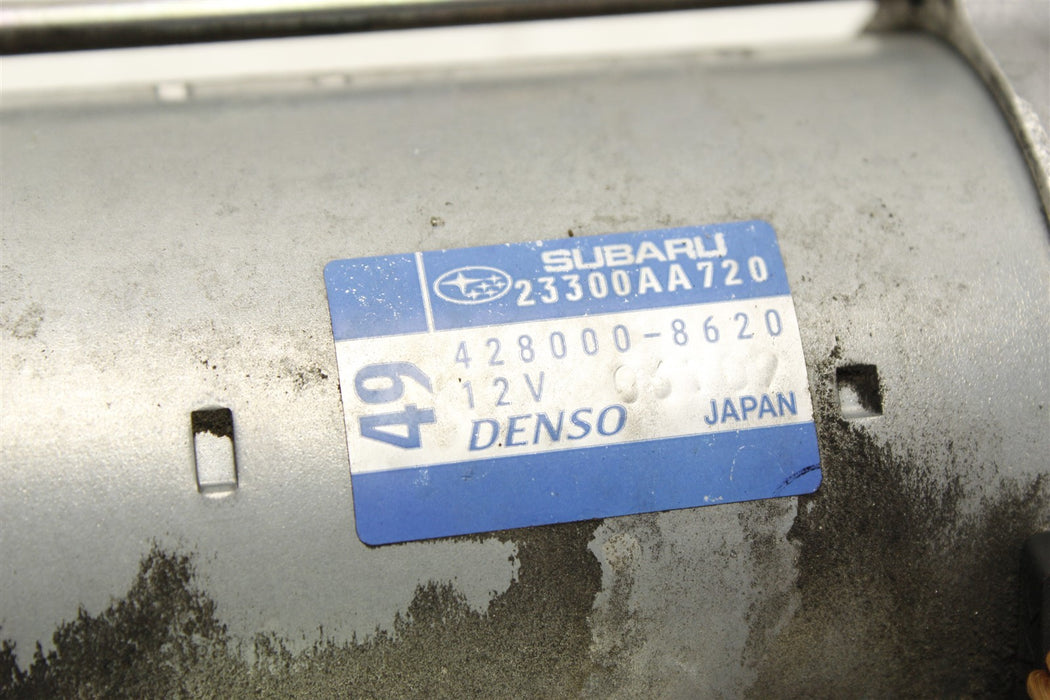 SUBARU
23300AA720
428000-8620
12V
DENSO
JAPAN
49